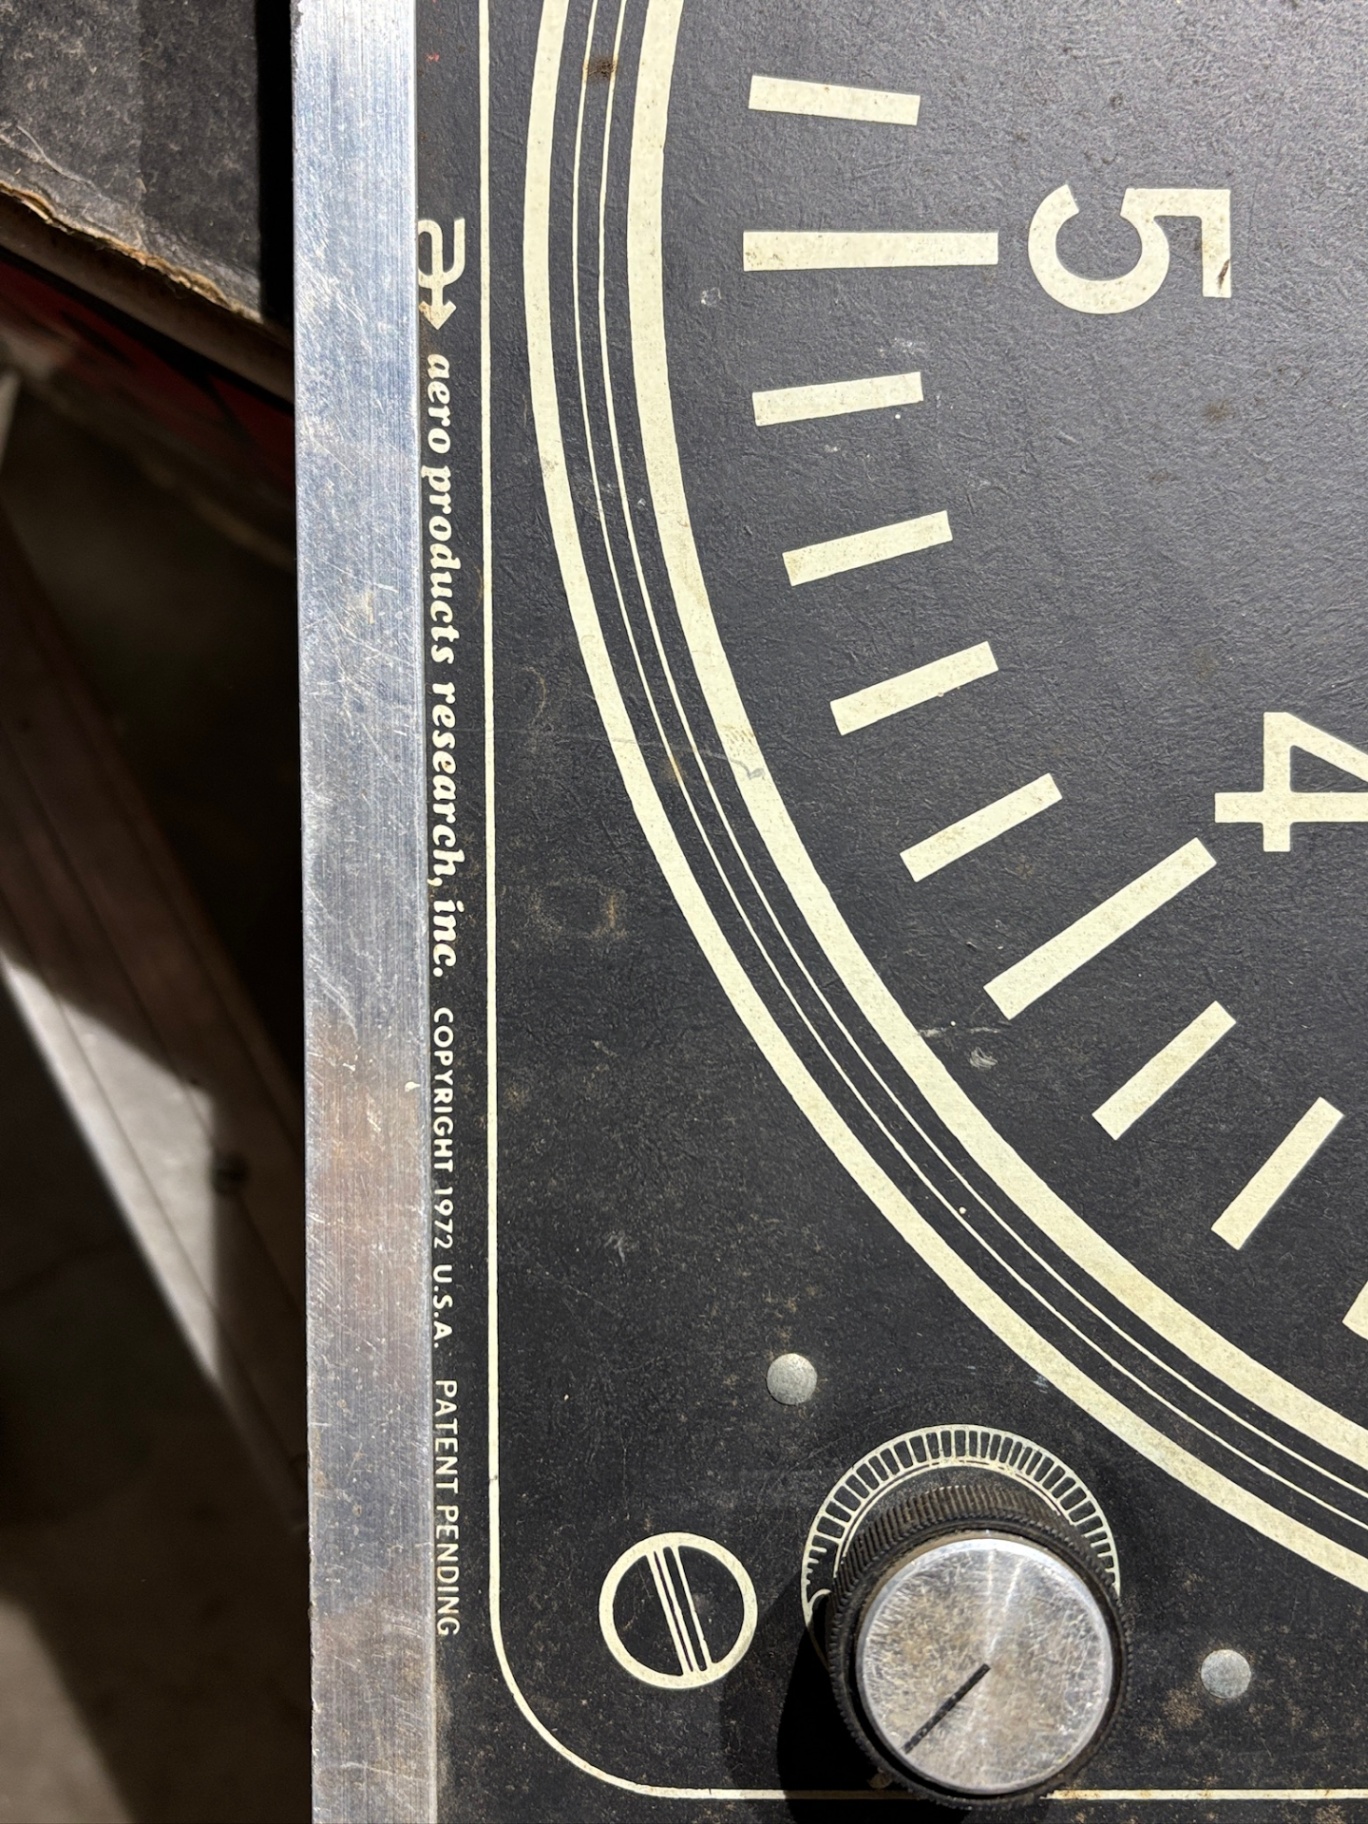 aero products research, inc. COPYRIGHT 1972 U.S.A. PATENT PENDING
5
4